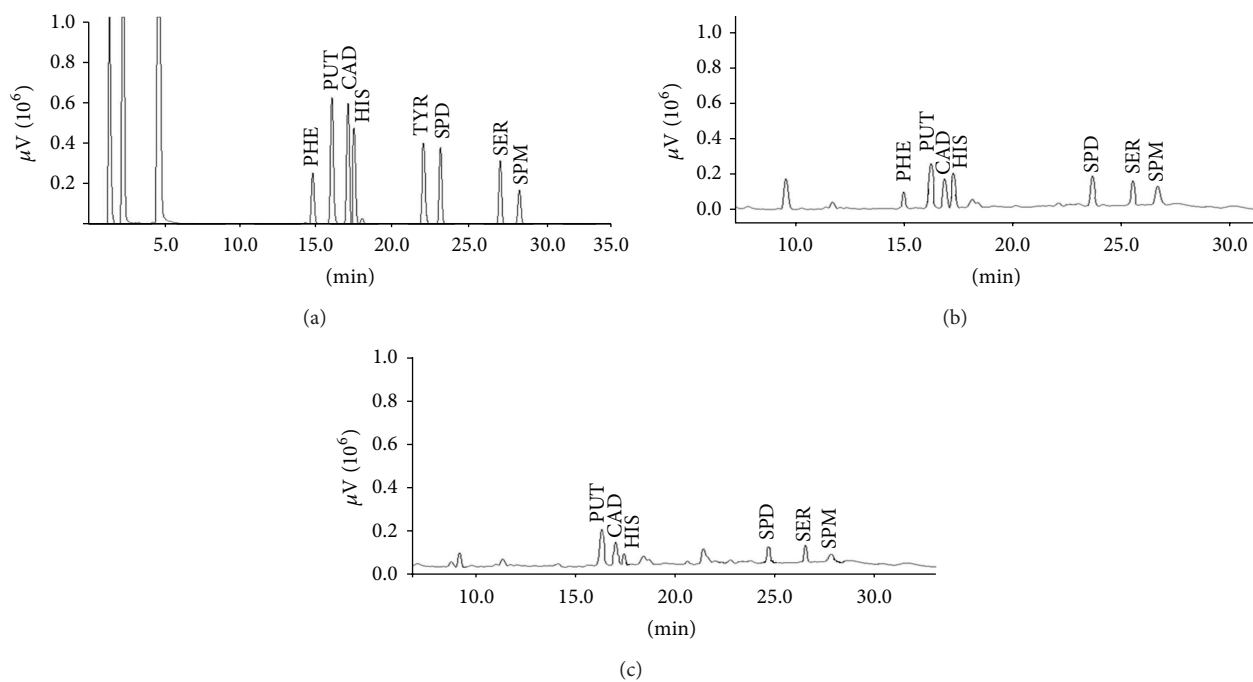 1.0
0.8
0.6
0.4
0.2
μV (10⁶)
PHE
PUT
CAD
HIS
TYR
SPD
SER
SPM
5.0 10.0 15.0 20.0 25.0 30.0 35.0
(min)
(a)
1.0
0.8
0.6
0.4
0.2
0.0
μV (10⁶)
PHE
PUT
CAD
HIS
SPD
SER
SPM
10.0 15.0 20.0 25.0 30.0
(min)
(b)
1.0
0.8
0.6
0.4
0.2
0.0
μV (10⁶)
PUT
CAD
HIS
SPD
SER
SPM
10.0 15.0 20.0 25.0 30.0
(min)
(c)